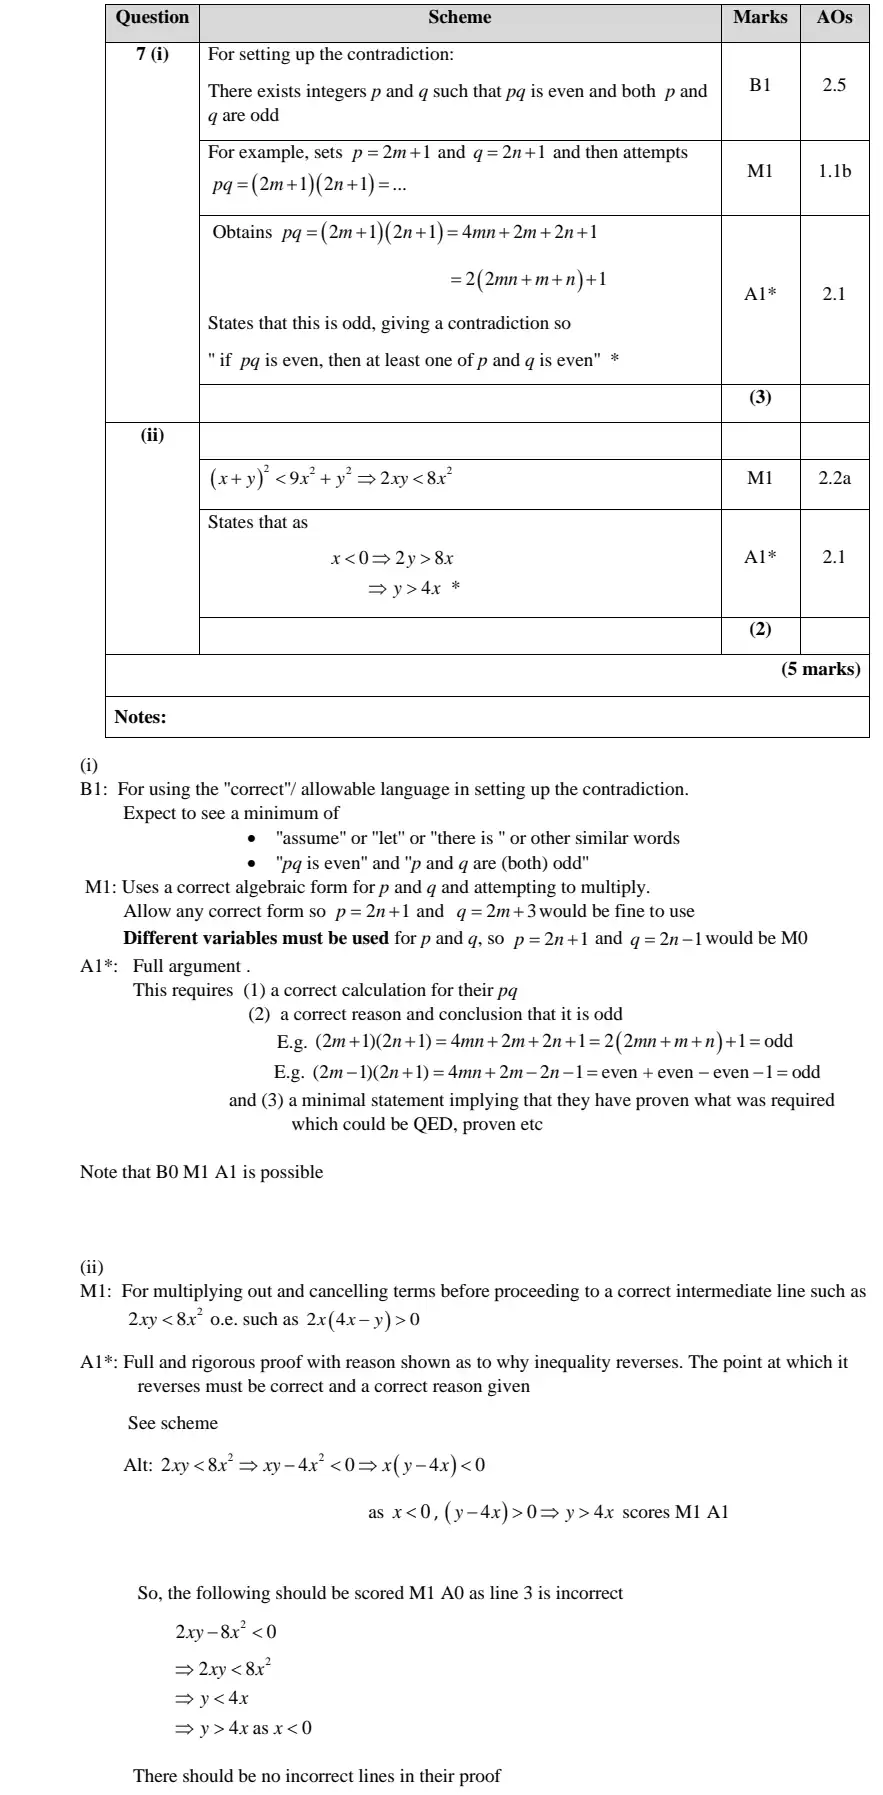 Question Scheme Marks AOs
7 (i) For setting up the contradiction:
There exists integers p and q such that pq is even and both p and
q are odd
B1 2.5
For example, sets p = 2m+1 and q = 2n+1 and then attempts
pq = (2m+1)(2n+1) = ...
M1 1.1b
Obtains pq = (2m+1)(2n+1) = 4mn+2m+2n+1
= 2(2mn+m+n)+1
States that this is odd, giving a contradiction so
" if pq is even, then at least one of p and q is even" *
A1* 2.1
(3)
(ii)
(x+y)² < 9x² + y² ⇒ 2xy < 8x² M1 2.2a
States that as
x < 0 ⇒ 2y > 8x
⇒ y > 4x *
A1* 2.1
(2)
(5 marks)
Notes:
(i)
B1: For using the "correct"/ allowable language in setting up the contradiction.
Expect to see a minimum of
• "assume" or "let" or "there is " or other similar words
• "pq is even" and "p and q are (both) odd"
M1: Uses a correct algebraic form for p and q and attempting to multiply.
Allow any correct form so p = 2n+1 and q = 2m+3 would be fine to use
Different variables must be used for p and q, so p = 2n+1 and q = 2n−1 would be M0
A1*: Full argument .
This requires (1) a correct calculation for their pq
(2) a correct reason and conclusion that it is odd
E.g. (2m+1)(2n+1) = 4mn+2m+2n+1 = 2(2mn+m+n)+1 = odd
E.g. (2m−1)(2n+1) = 4mn+2m−2n−1 = even + even − even −1 = odd
and (3) a minimal statement implying that they have proven what was required
which could be QED, proven etc
Note that B0 M1 A1 is possible
(ii)
M1: For multiplying out and cancelling terms before proceeding to a correct intermediate line such as
2xy < 8x² o.e. such as 2x(4x−y) > 0
A1*: Full and rigorous proof with reason shown as to why inequality reverses. The point at which it
reverses must be correct and a correct reason given
See scheme
Alt: 2xy < 8x² ⇒ xy − 4x² < 0 ⇒ x(y−4x) < 0
as x < 0, (y−4x) > 0 ⇒ y > 4x scores M1 A1
So, the following should be scored M1 A0 as line 3 is incorrect
2xy − 8x² < 0
⇒ 2xy < 8x²
⇒ y < 4x
⇒ y > 4x as x < 0
There should be no incorrect lines in their proof